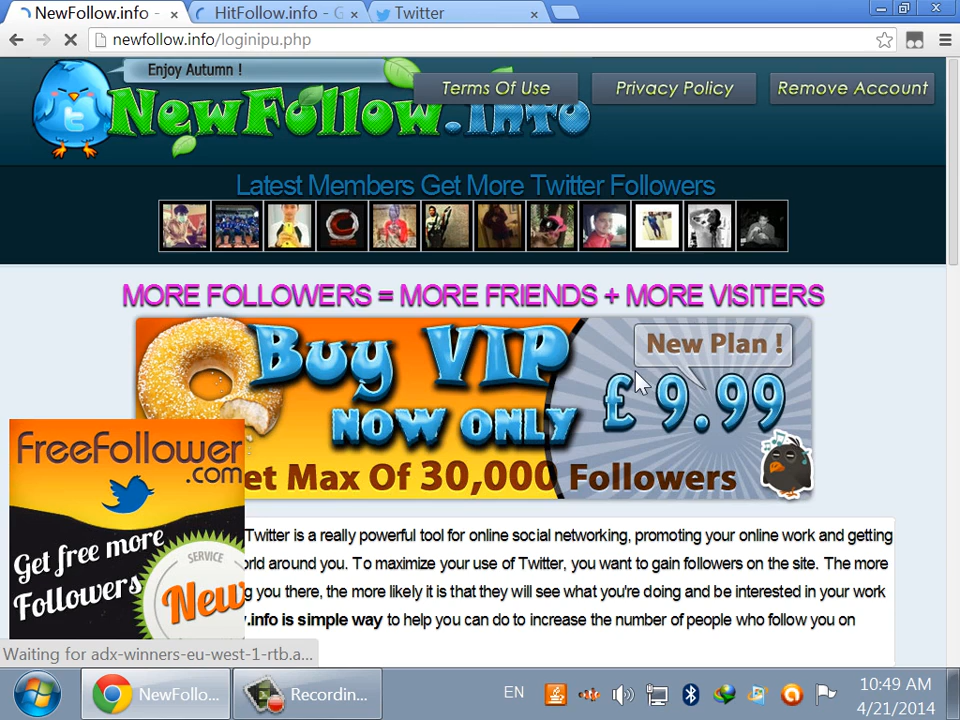 NewFollow.info -
HitFollow.info - G
Twitter
newfollow.info/loginipu.php
Enjoy Autumn !
NewFollow.info
Terms Of Use
Privacy Policy
Remove Account
Latest Members Get More Twitter Followers
MORE FOLLOWERS = MORE FRIENDS + MORE VISITERS
Buy VIP
NOW ONLY
New Plan !
£9.99
et Max Of 30,000 Followers
FreeFollower
.com
Get free more
Followers
SERVICE
New
Twitter is a really powerful tool for online social networking, promoting your online work and getting
orld around you. To maximize your use of Twitter, you want to gain followers on the site. The more
g you there, the more likely it is that they will see what you're doing and be interested in your work
w.info is simple way to help you can do to increase the number of people who follow you on
Waiting for adx-winners-eu-west-1-rtb.a...
NewFollo...
Recordin...
EN
10:49 AM
4/21/2014